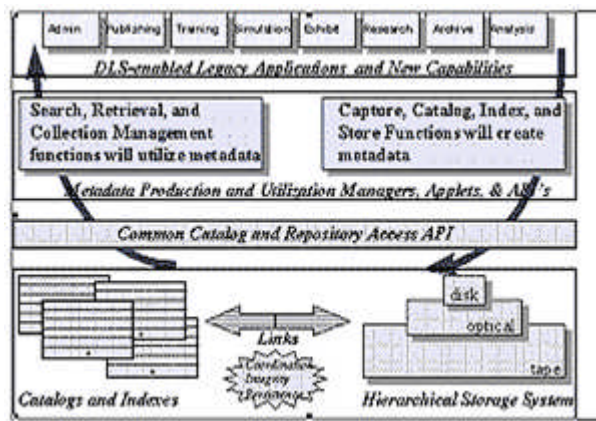 Admin Publishing Training Simulation Exhibit Research Archive Analysis
DLS-enabled Legacy Applications and New Capabilities
Search, Retrieval, and
Collection Management
functions will utilize metadata
Capture, Catalog, Index, and
Store Functions will create
metadata
Metadata Production and Utilization Managers, Applets, & API's
Common Catalog and Repository Access API
disk
optical
tape
Links
Coordination
Integrity
Persistence
Catalogs and Indexes
Hierarchical Storage System